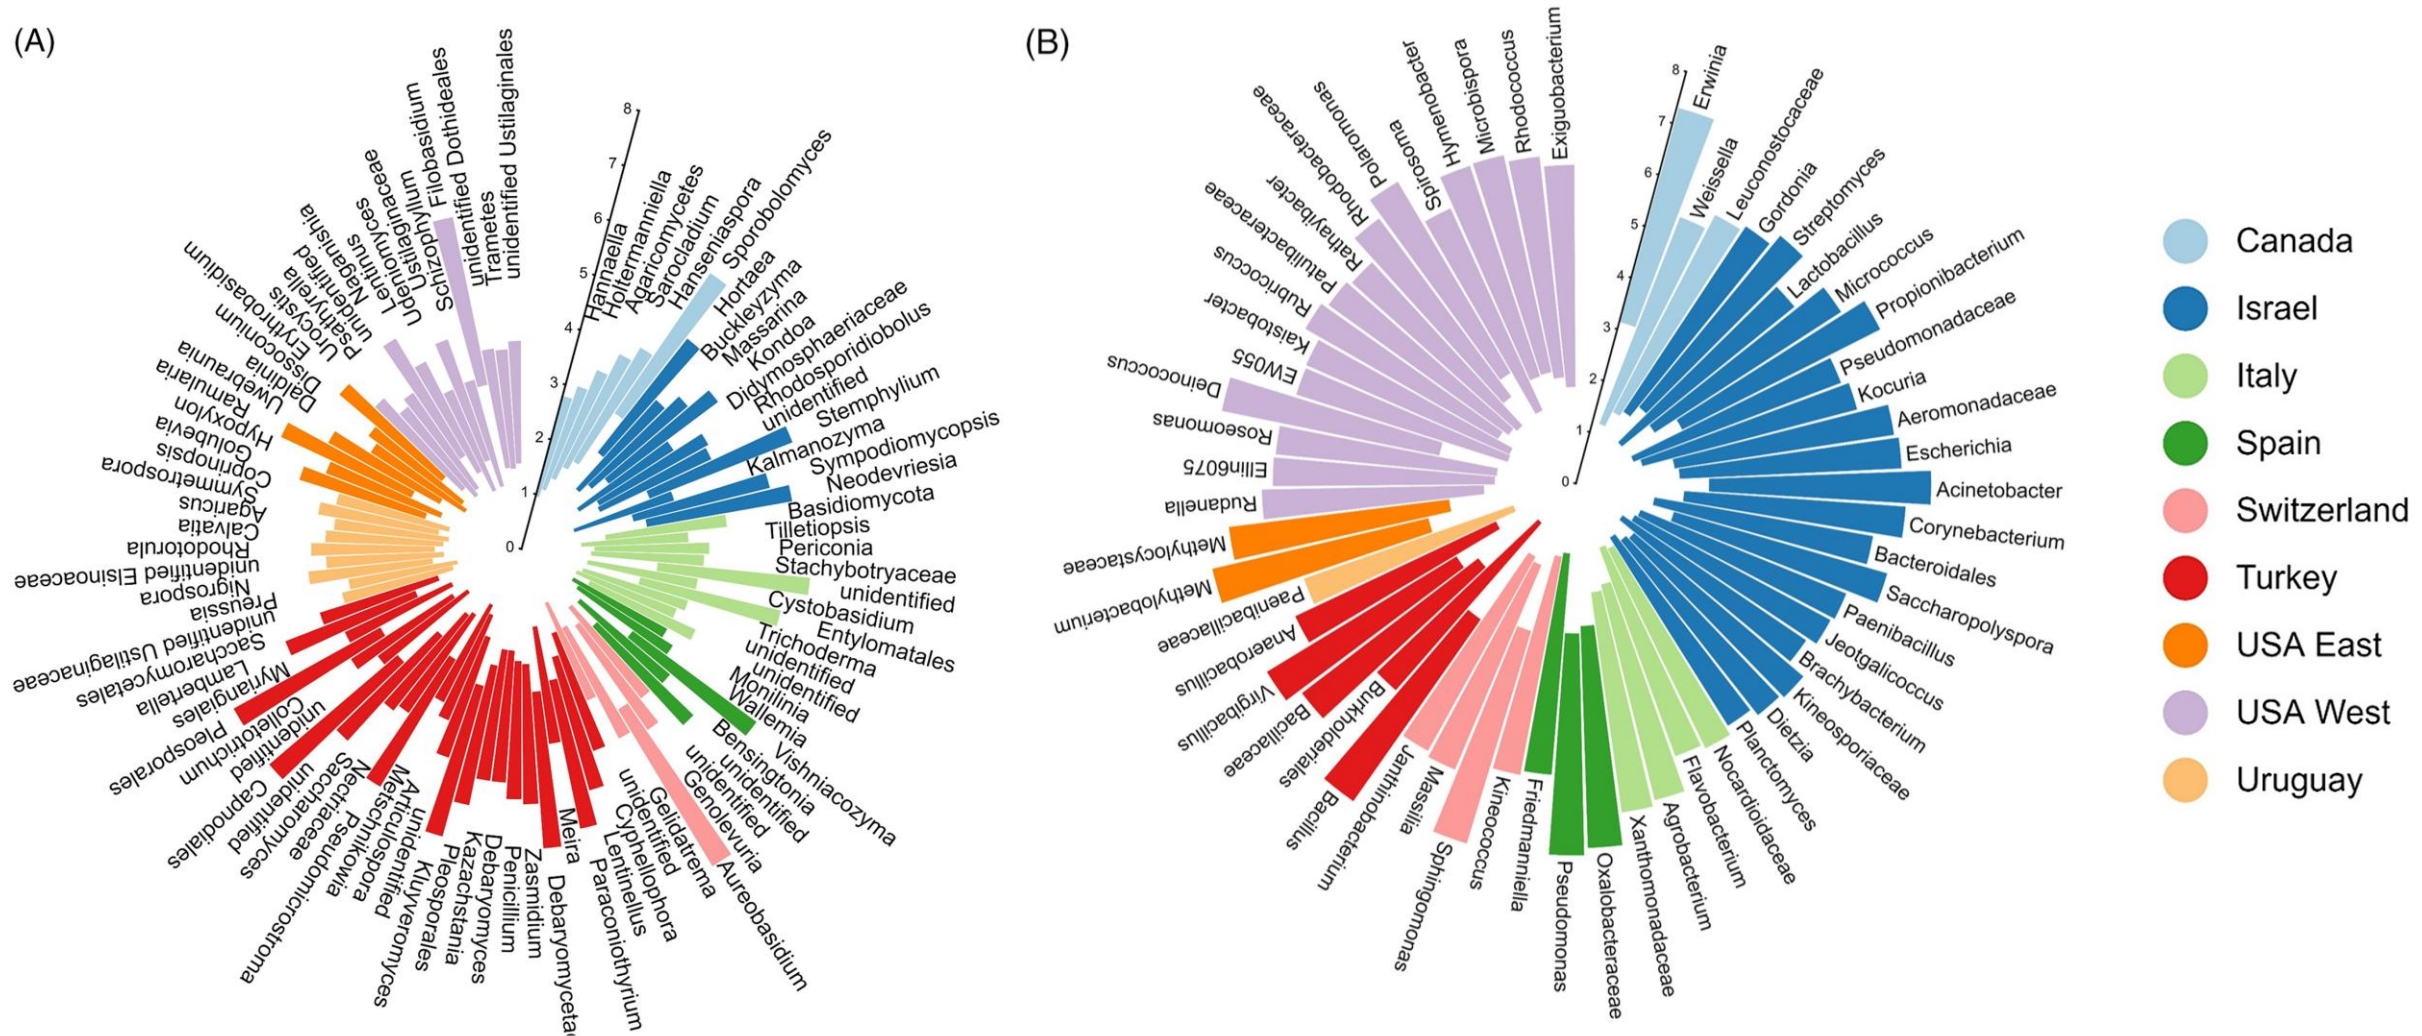 (A)
8
7
6
5
4
3
2
1
0
Hannaella
Holtermanniella
Agaricomycetes
Sarocladium
Hanseniaspora
Sporobolomyces
Hortaea
Buckleyzyma
Massarina
Kondoa
Didymosphaeriaceae
Rhodosporidiobolus
unidentified
Stemphylium
Kalmanozyma
Sympodiomycopsis
Neodevriesia
Basidiomycota
Tilletiopsis
Periconia
Stachybotryaceae
unidentified
Cystobasidium
Entylomatales
Trichoderma
unidentified
unidentified
Monilinia
Wallemia
Vishniacozyma
Bensingtonia
unidentified
unidentified
Genolevuria
Aureobasidium
Gelidatrema
unidentified
Cyphellophora
Lentinellus
Paraconiothyrium
Meira
Debaryomyceta
Zasmidium
Penicillium
Debaryomyces
Kazachstania
Pleosporales
Kluyveromyces
unidentified
Articulospora
Metschnikowia
Pseudomicrostroma
Nectriaceae
Saccharomyces
unidentified
Capnodiales
unidentified
Colletotrichum
Pleosporales
Myriangiales
Lambertella
Saccharomycetales
unidentified Ustilaginaceae
Preussia
Nigrospora
unidentified Elsinoaceae
Rhodotorula
Calvatia
Agaricus
Symmetrospora
Coprinopsis
Golubevia
Hypoxylon
Ramularia
Uwebraunia
Daldinia
Dissoconium
Erythrobasidium
Urocystis
Psathyrella
unidentified
Naganishia
Lentinus
Udeniomyces
Ustilaginaceae
Schizophyllum
Filobasidium
unidentified Dothideales
Trametes
unidentified Ustilaginales
(B)
8
7
6
5
4
3
2
1
0
Erwinia
Weissella
Leuconostocaceae
Gordonia
Streptomyces
Lactobacillus
Micrococcus
Propionibacterium
Pseudomonadaceae
Kocuria
Aeromonadaceae
Escherichia
Acinetobacter
Corynebacterium
Bacteroidales
Saccharopolyspora
Paenibacillus
Jeotgalicoccus
Brachybacterium
Kineosporiaceae
Dietzia
Planctomyces
Nocardioidaceae
Flavobacterium
Agrobacterium
Xanthomonadaceae
Oxalobacteraceae
Pseudomonas
Friedmanniella
Kineococcus
Sphingomonas
Massilia
Janthinobacterium
Bacillus
Burkholderiales
Bacillaceae
Virgibacillus
Anaerobacillus
Paenibacillaceae
Methylobacterium
Methylocystaceae
Rudanella
Ellin6075
Roseomonas
Deinococcus
EW055
Kaistobacter
Rubricoccus
Patulibacteraceae
Rathayibacter
Rhodobacteraceae
Polaromonas
Spirosoma
Hymenobacter
Microbispora
Rhodococcus
Exiguobacterium
Canada
Israel
Italy
Spain
Switzerland
Turkey
USA East
USA West
Uruguay